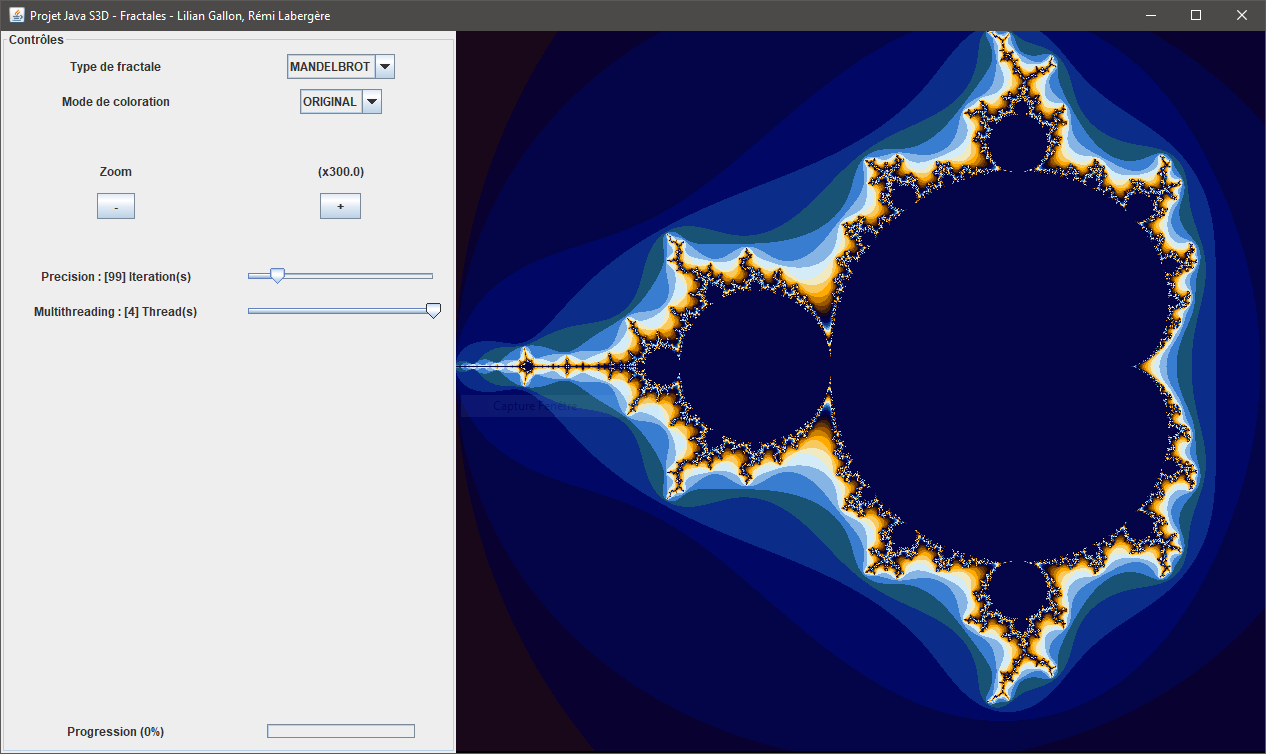 Projet Java S3D - Fractales - Lilian Gallon, Rémi Labergère
Contrôles
Type de fractale MANDELBROT
Mode de coloration ORIGINAL
Zoom (x300.0)
- +
Precision : [99] Iteration(s)
Multithreading : [4] Thread(s)
Capture Fenêtre
Progression (0%)